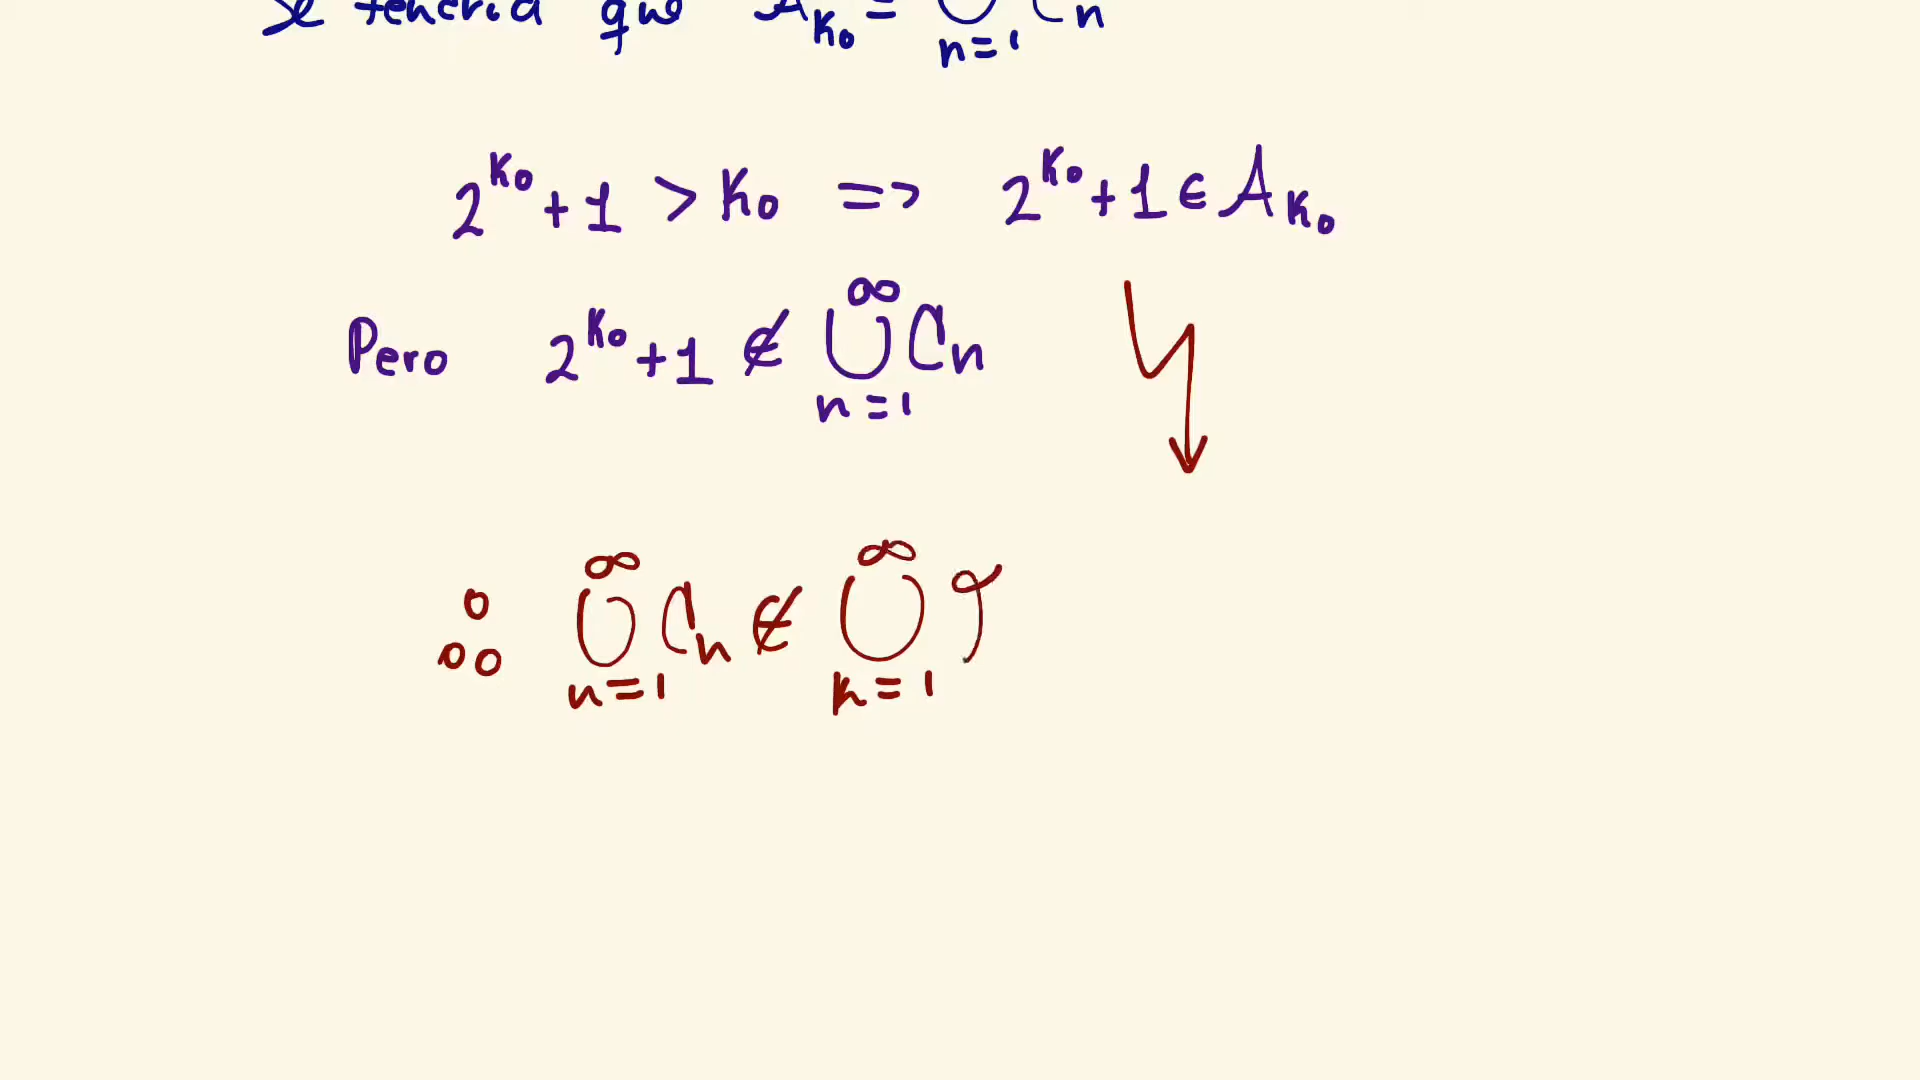 Se tendría que A_{k_0} = ⋃_{n=1} C_n
2^{k_0} + 1 > k_0 => 2^{k_0} + 1 ∈ A_{k_0}
Pero 2^{k_0} + 1 ∉ ⋃_{n=1}^{∞} C_n
∴ ⋃_{n=1}^{∞} C_n ∉ ⋃_{k=1}^{∞}